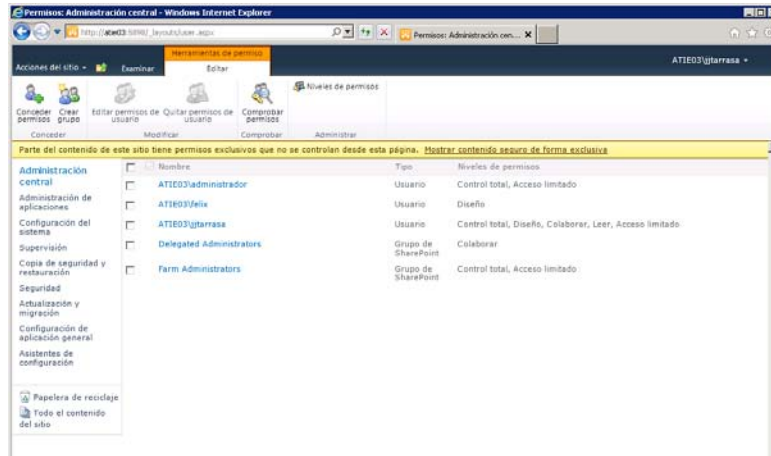 Permisos: Administración central - Windows Internet Explorer
Permisos: Administración cen...
Herramientas de permiso
Acciones del sitio
Examinar
Editar
ATIE03\jjtarrasa
Conceder permisos
Crear grupo
Editar permisos de usuario
Quitar permisos de usuario
Comprobar permisos
Niveles de permisos
Conceder
Modificar
Comprobar
Administrar
Parte del contenido de este sitio tiene permisos exclusivos que no se controlan desde esta página. Mostrar contenido seguro de forma exclusiva
Administración central
Administración de aplicaciones
Configuración del sistema
Supervisión
Copia de seguridad y restauración
Seguridad
Actualización y migración
Configuración de aplicación general
Asistentes de configuración
Papelera de reciclaje
Todo el contenido del sitio
Nombre Tipo Niveles de permisos
ATIE03\administrador Usuario Control total, Acceso limitado
ATIE03\felix Usuario Diseño
ATIE03\jjtarrasa Usuario Control total, Diseño, Colaborar, Leer, Acceso limitado
Delegated Administrators Grupo de SharePoint Colaborar
Farm Administrators Grupo de SharePoint Control total, Acceso limitado